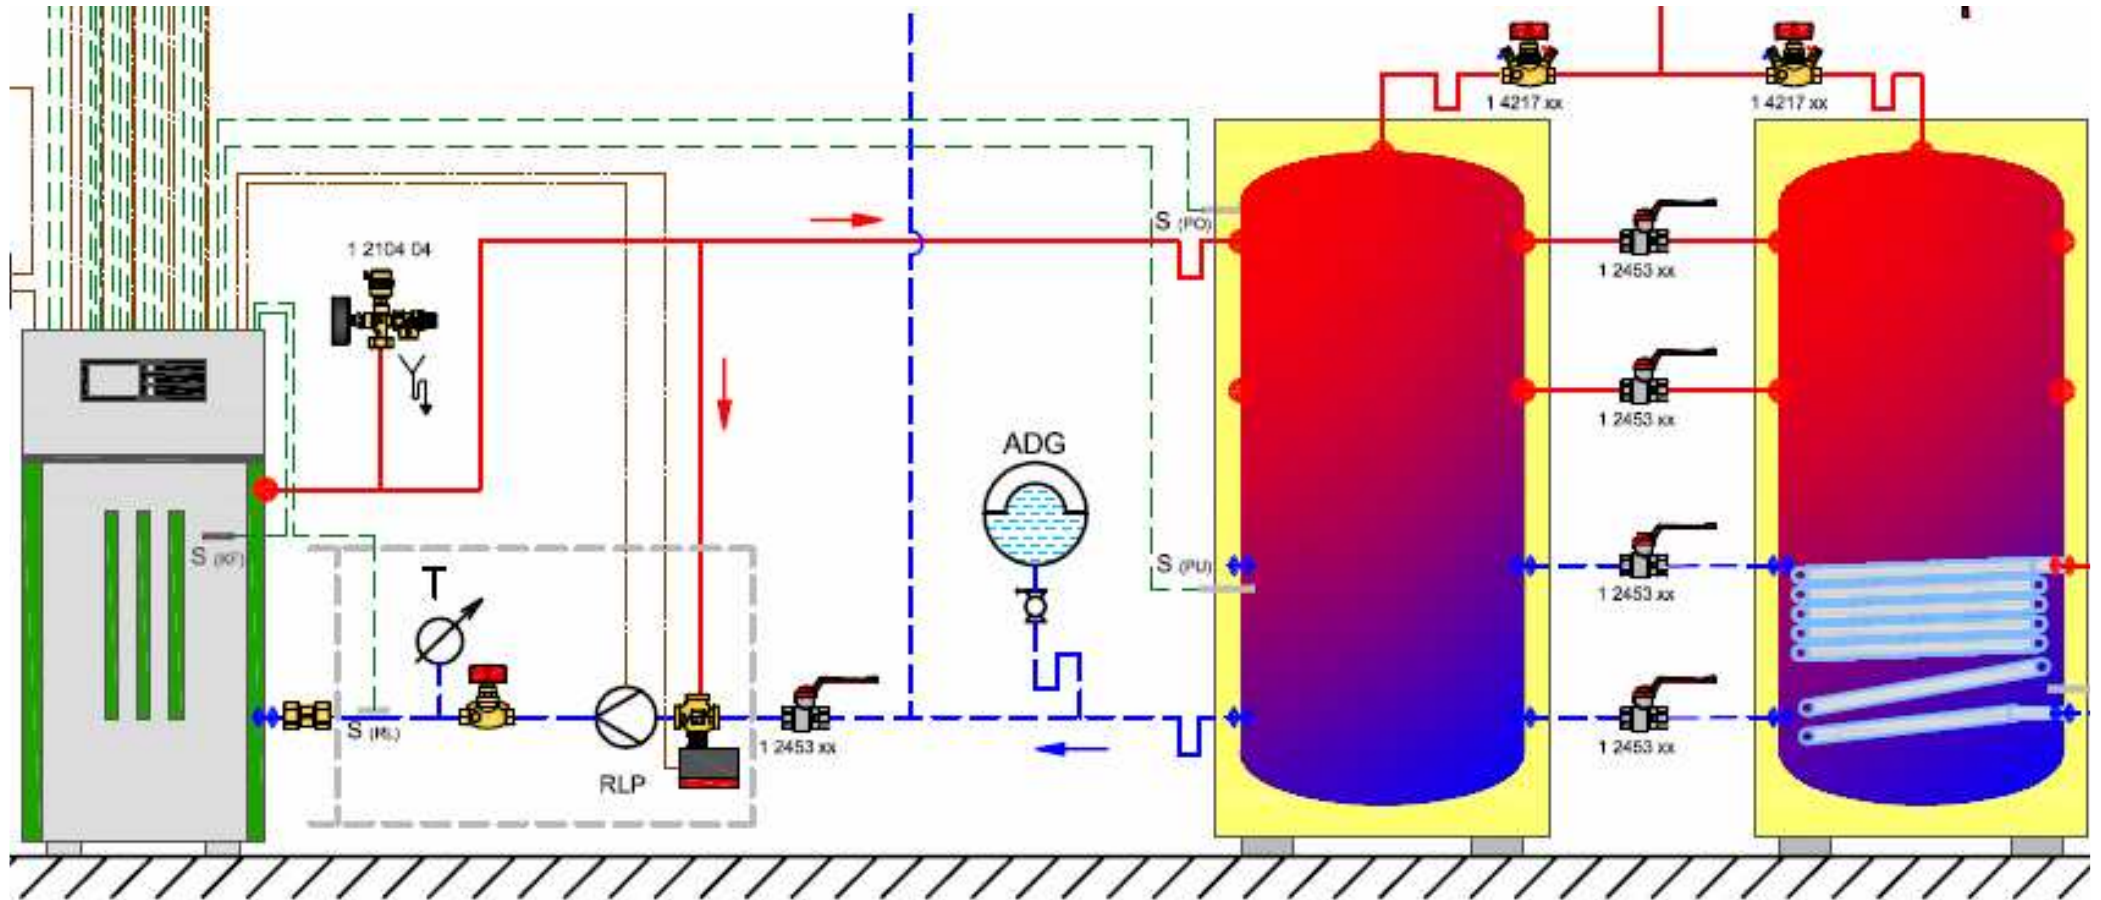 1 4217 xx
1 4217 xx
S (PO)
1 2104 04
1 2453 xx
1 2453 xx
ADG
S (KF)
S (PU)
T
1 2453 xx
S (RL)
1 2453 xx
1 2453 xx
RLP